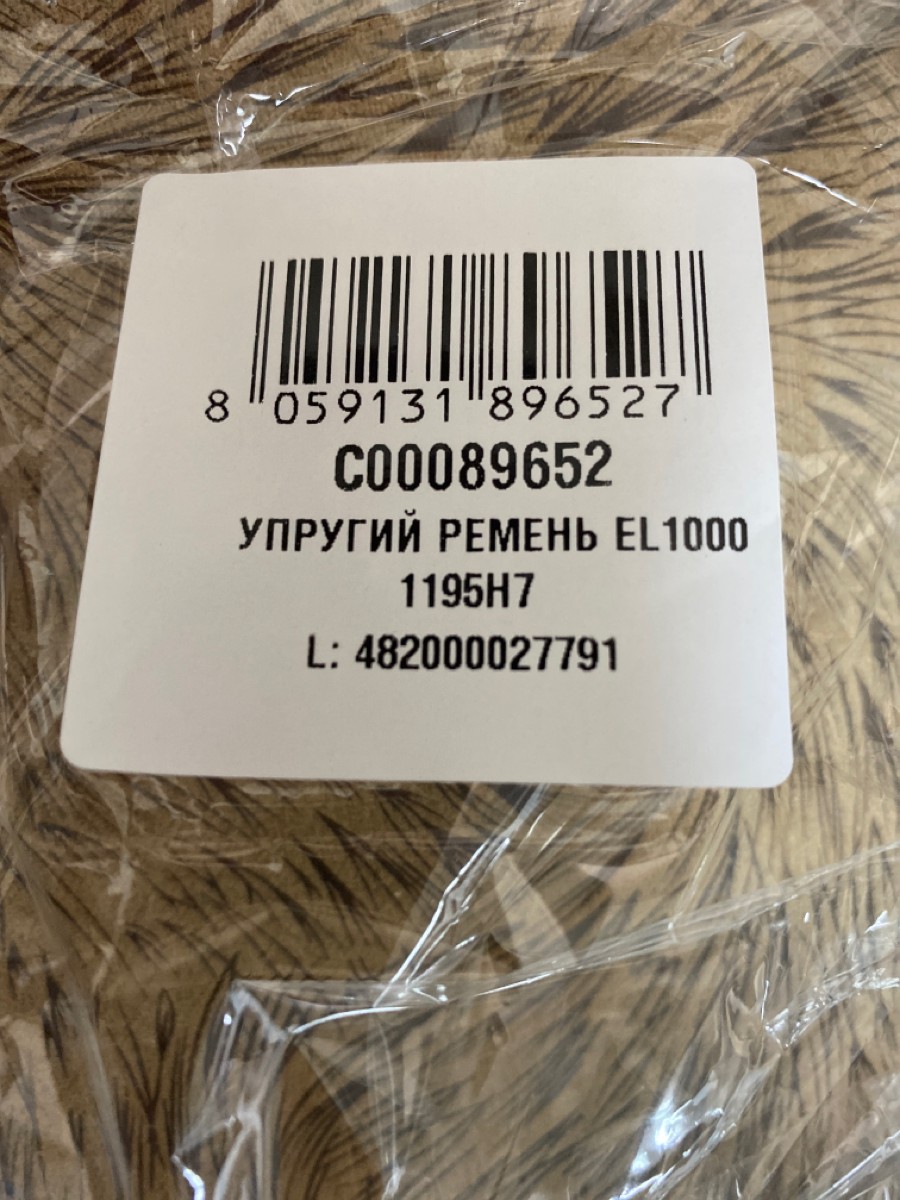 8 059131 896527
C00089652
УПРУГИЙ РЕМЕНЬ EL1000
1195H7
L: 482000027791